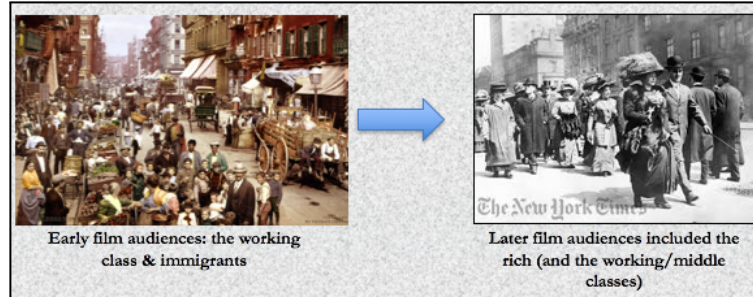 The New York Times
Early film audiences: the working
class & immigrants
Later film audiences included the
rich (and the working/middle
classes)